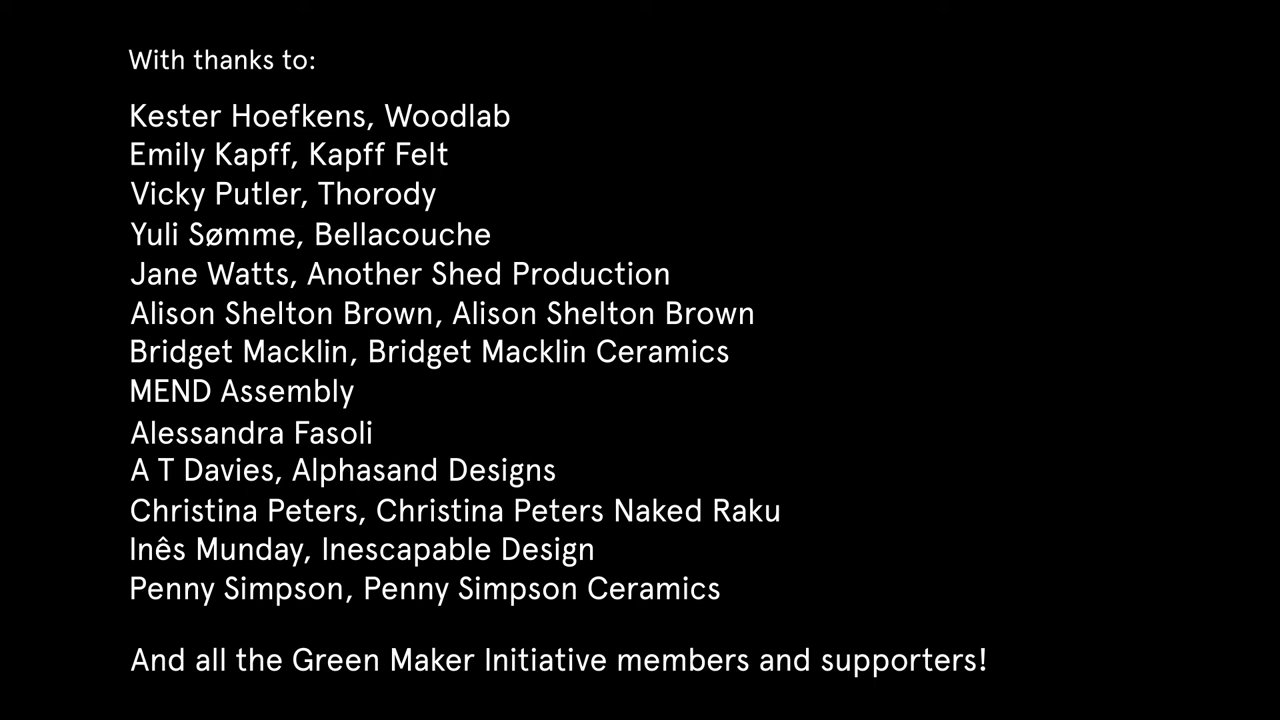 With thanks to:
Kester Hoefkens, Woodlab
Emily Kapff, Kapff Felt
Vicky Putler, Thorody
Yuli Sømme, Bellacouche
Jane Watts, Another Shed Production
Alison Shelton Brown, Alison Shelton Brown
Bridget Macklin, Bridget Macklin Ceramics
MEND Assembly
Alessandra Fasoli
A T Davies, Alphasand Designs
Christina Peters, Christina Peters Naked Raku
Inês Munday, Inescapable Design
Penny Simpson, Penny Simpson Ceramics
And all the Green Maker Initiative members and supporters!